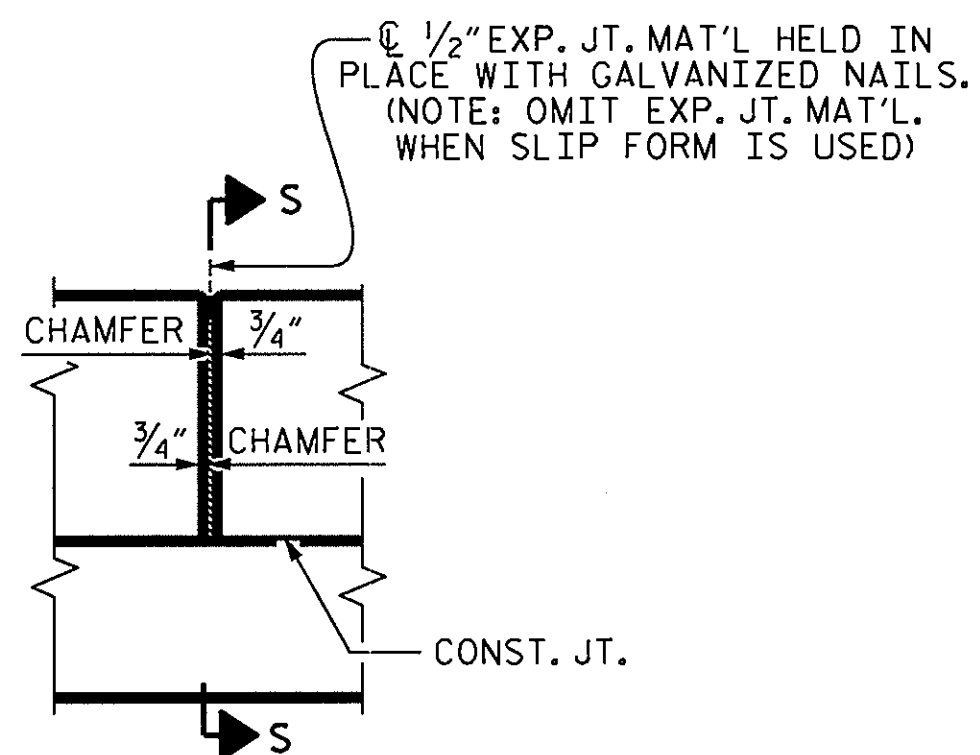 ℄ 1/2" EXP. JT. MAT'L HELD IN
PLACE WITH GALVANIZED NAILS.
(NOTE: OMIT EXP. JT. MAT'L.
WHEN SLIP FORM IS USED)
S
CHAMFER 3/4"
3/4" CHAMFER
CONST. JT.
S